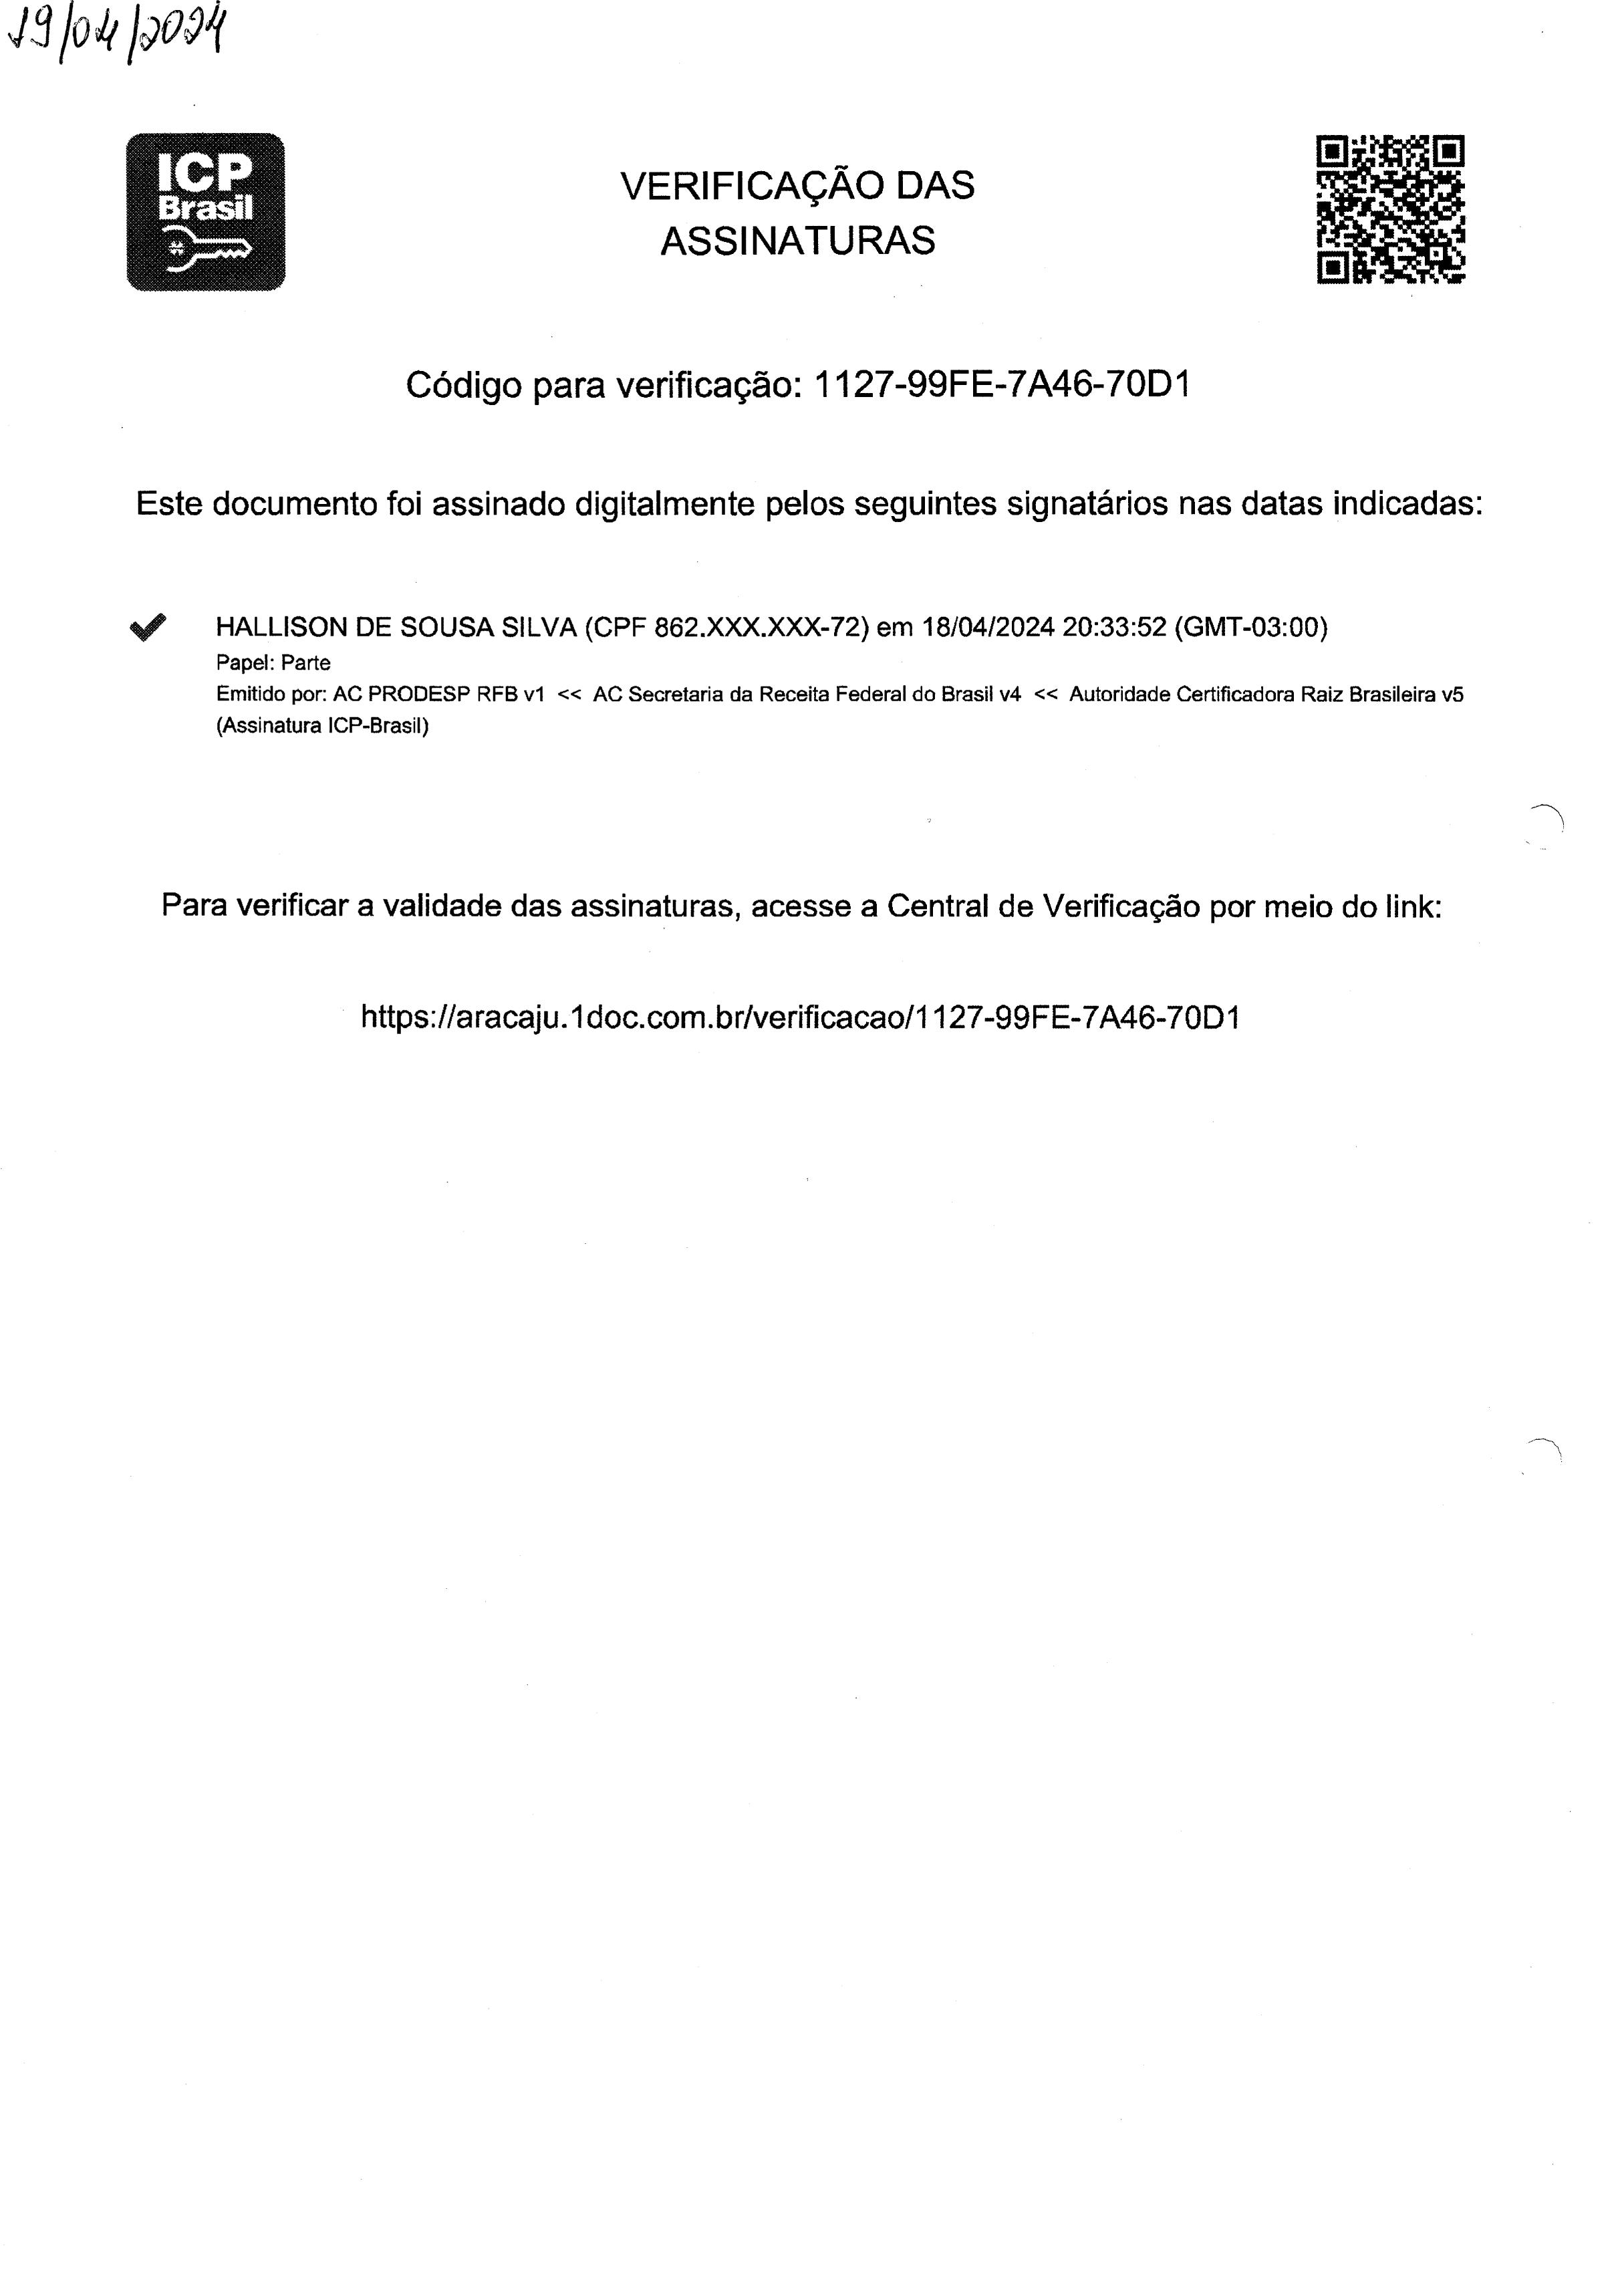 19/04/2024
ICP
Brasil
VERIFICAÇÃO DAS
ASSINATURAS
Código para verificação: 1127-99FE-7A46-70D1
Este documento foi assinado digitalmente pelos seguintes signatários nas datas indicadas:
HALLISON DE SOUSA SILVA (CPF 862.XXX.XXX-72) em 18/04/2024 20:33:52 (GMT-03:00)
Papel: Parte
Emitido por: AC PRODESP RFB v1 << AC Secretaria da Receita Federal do Brasil v4 << Autoridade Certificadora Raiz Brasileira v5
(Assinatura ICP-Brasil)
Para verificar a validade das assinaturas, acesse a Central de Verificação por meio do link:
https://aracaju.1doc.com.br/verificacao/1127-99FE-7A46-70D1